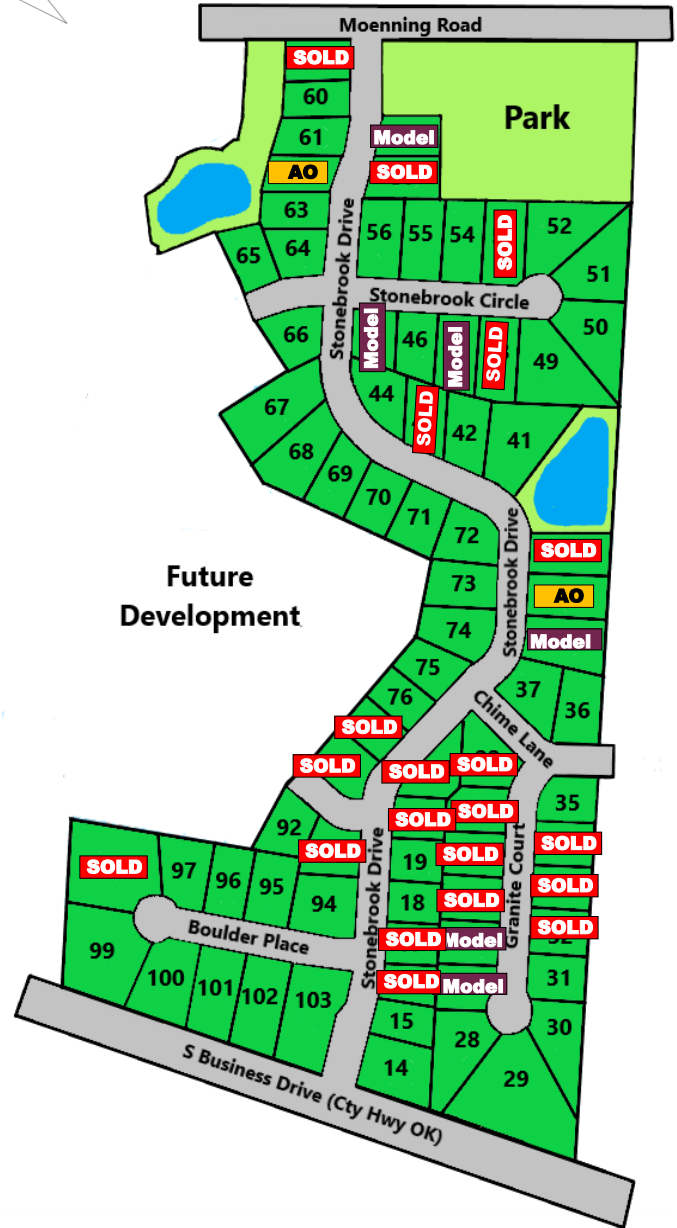 Moenning Road
SOLD
60
61
Model
Park
AO
SOLD
63
64
65
56
55
54
SOLD
52
51
Stonebrook Drive
Stonebrook Circle
50
66
Model
46
Model
SOLD
49
67
44
SOLD
42
41
68
69
70
71
72
Stonebrook Drive
SOLD
AO
Model
Future
Development
73
74
75
76
37
36
Chime Lane
SOLD
SOLD
SOLD
SOLD
35
92
SOLD
SOLD
SOLD
SOLD
19
SOLD
SOLD
97
96
95
94
18
SOLD
SOLD
Stonebrook Drive
Granite Court
SOLD
Boulder Place
SOLD
Model
99
100
101
102
103
SOLD
Model
31
15
28
30
14
29
S Business Drive (Cty Hwy OK)